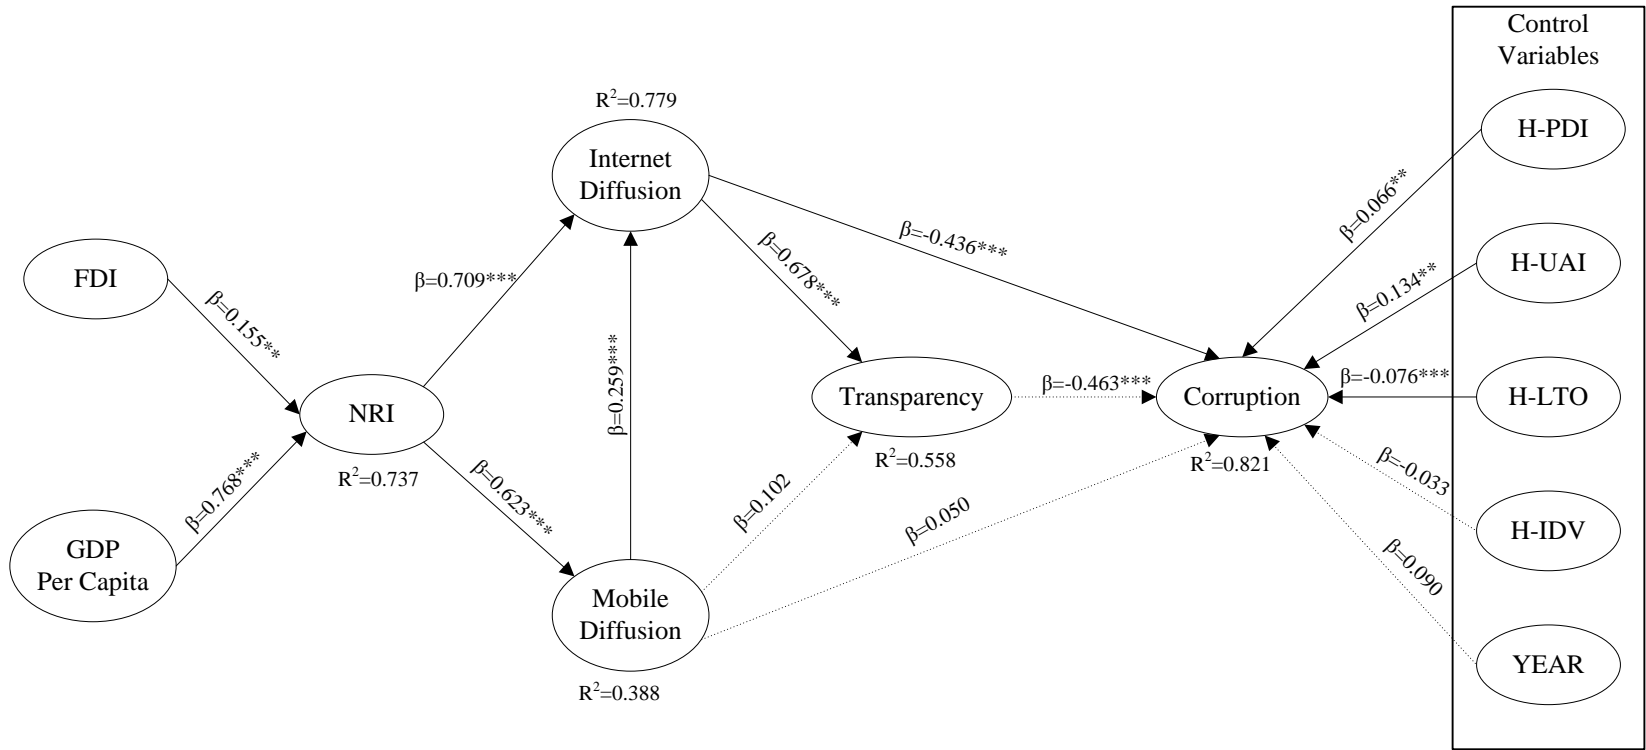 Control
Variables
R²=0.779
H-PDI
Internet
Diffusion
β=0.066**
β=-0.436***
β=0.678***
H-UAI
FDI
β=0.709***
β=0.134**
β=0.155**
β=0.259***
β=-0.463***
β=-0.076***
NRI
Transparency
Corruption
H-LTO
R²=0.737
R²=0.558
R²=0.821
β=0.768***
β=0.623***
β=0.102
β=0.050
β=-0.033
H-IDV
GDP
Per Capita
β=0.090
Mobile
Diffusion
YEAR
R²=0.388